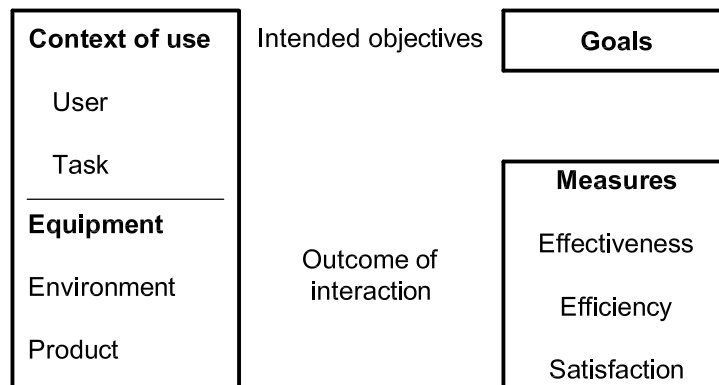 Context of use
User
Task
Equipment
Environment
Product
Intended objectives
Outcome of
interaction
Goals
Measures
Effectiveness
Efficiency
Satisfaction